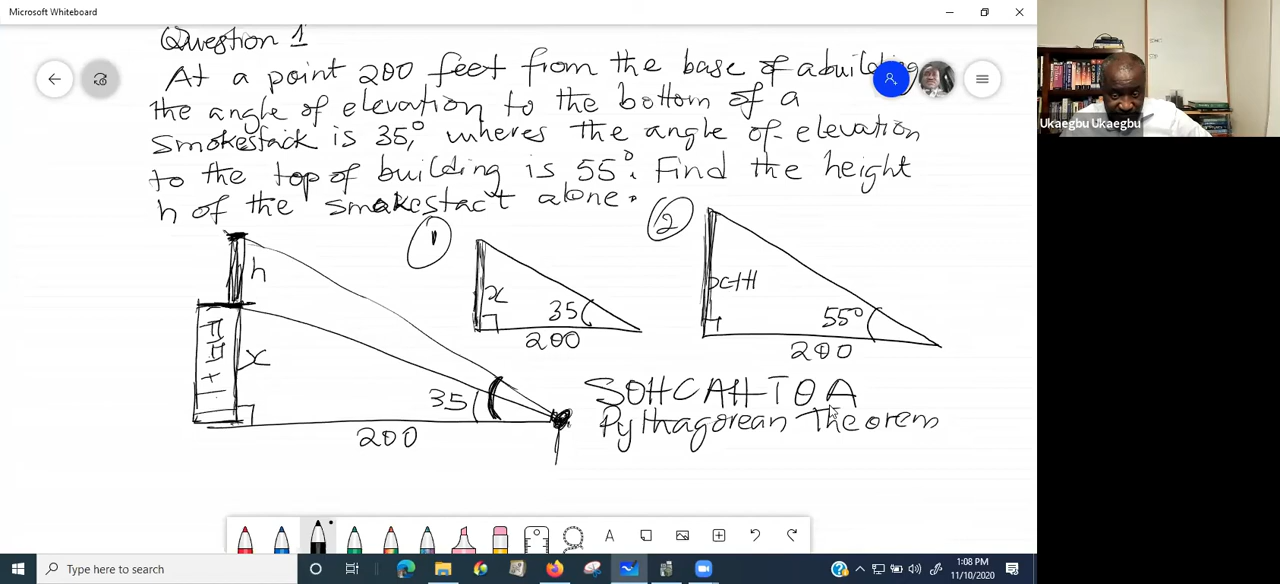 Microsoft Whiteboard
Question 1
At a point 200 feet from the base of a building
the angle of elevation to the bottom of a
smokestack is 35°, wheres the angle of elevation
to the top of building is 55°. Find the height
h of the smokestact alone.
Ukaegbu Ukaegbu
h
x
35
200
1
x
35
200
2
x+H
55°
200
SOHCAHTOA
Pythagorean Theorem
A
Type here to search
1:08 PM
11/10/2020